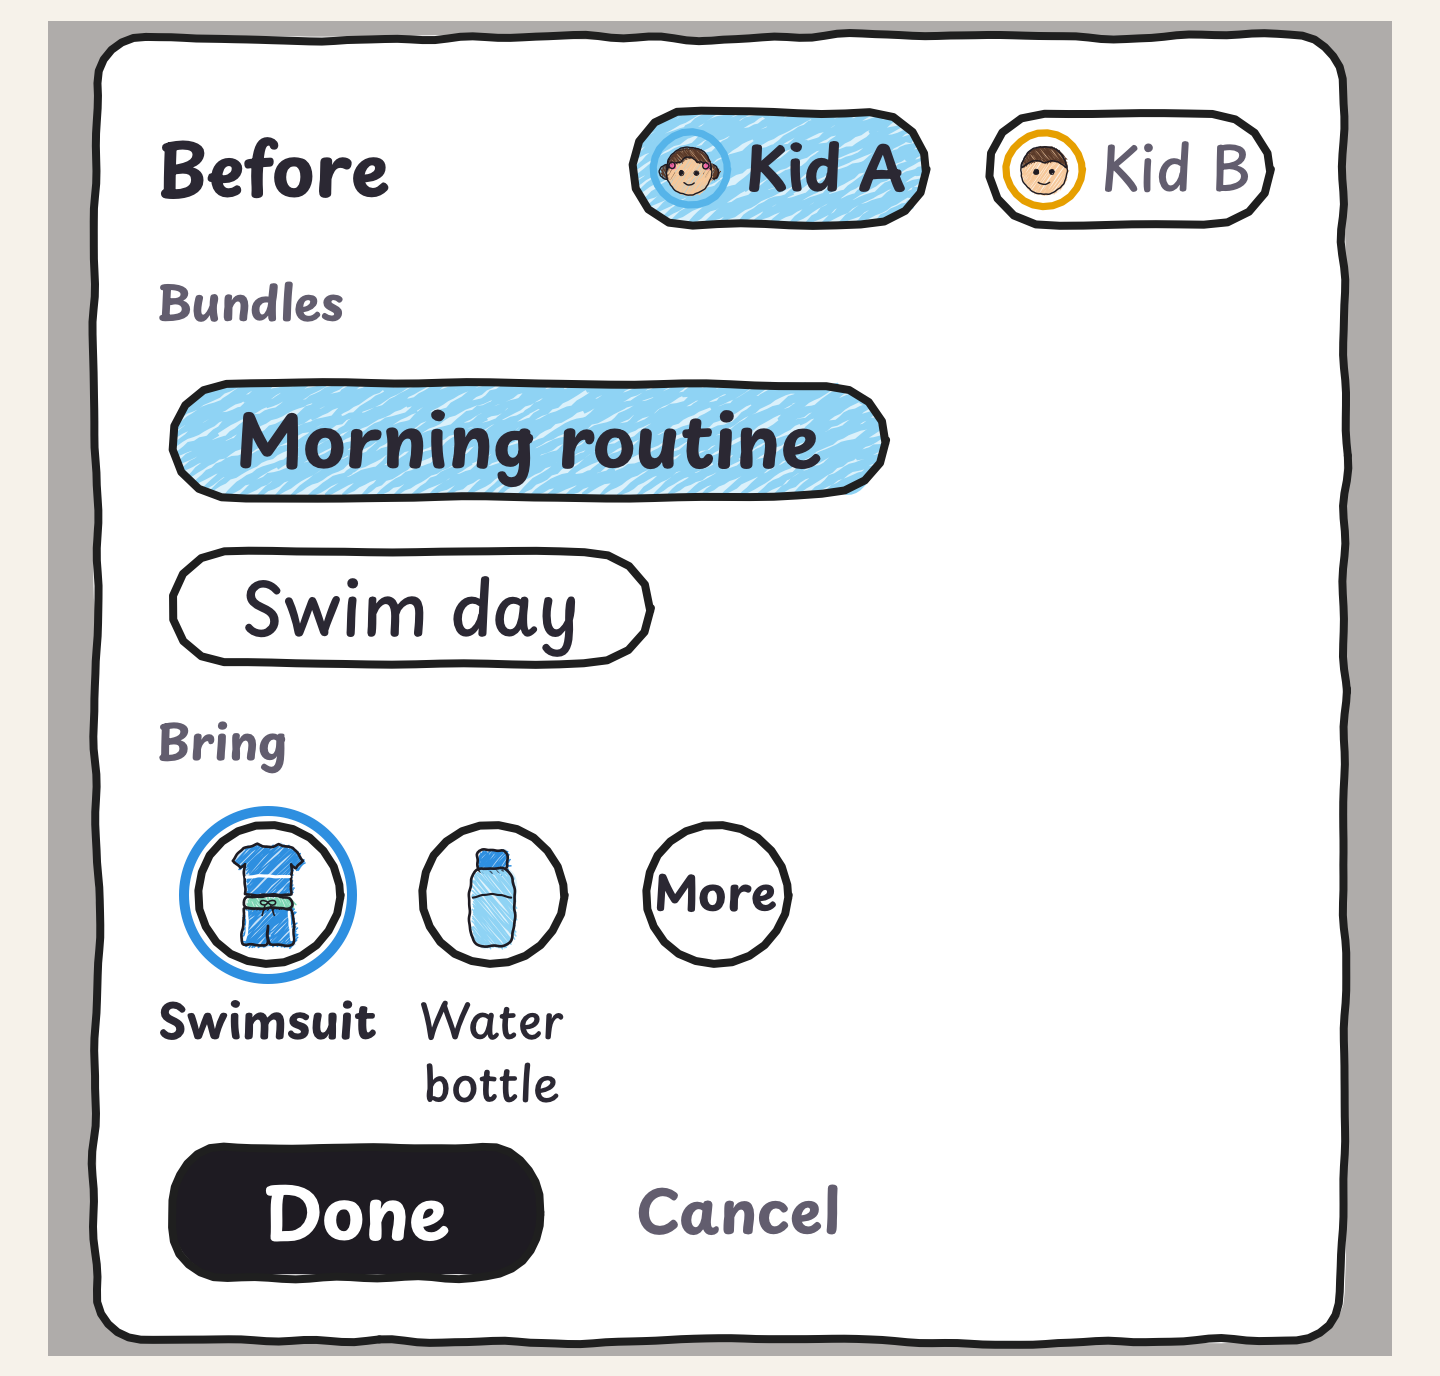 Before
Kid A
Kid B
Bundles
Morning routine
Swim day
Bring
More
Swimsuit
Water
bottle
Done
Cancel